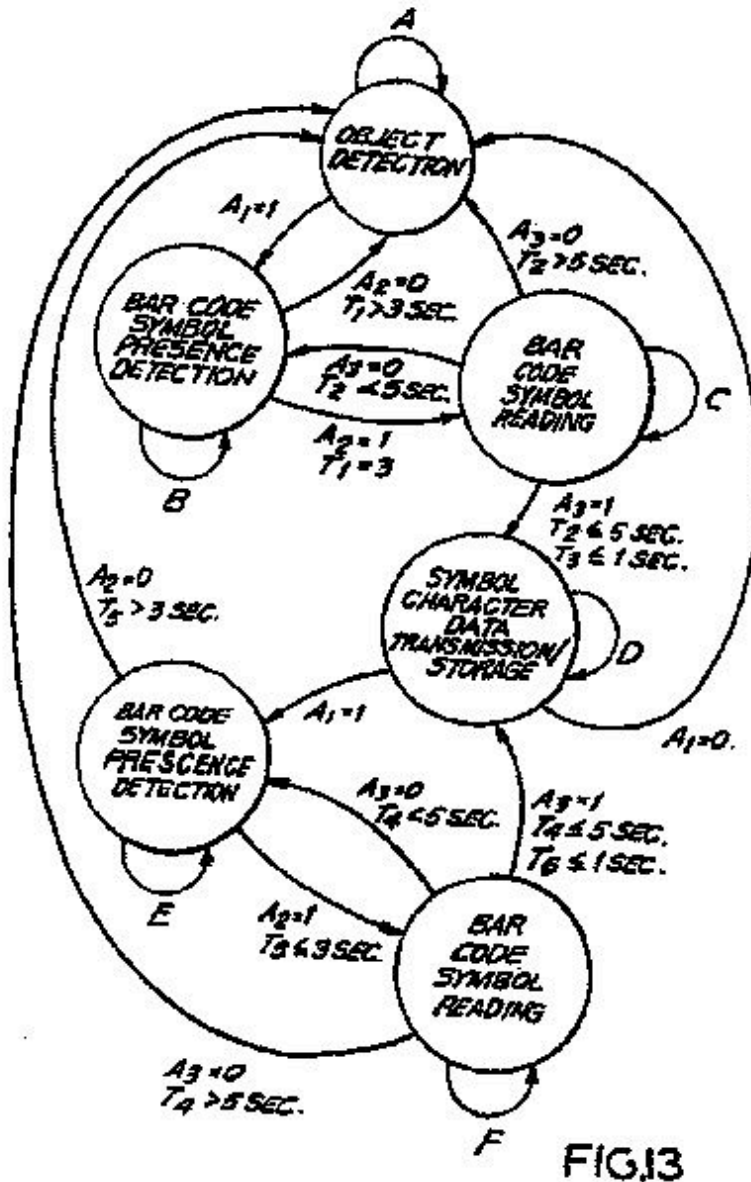 A
OBJECT
DETECTION
A1=1
A2=0
T1>3 SEC.
A3=0
T2>5 SEC.
BAR CODE
SYMBOL
PRESENCE
DETECTION
A3=0
T2<5 SEC.
BAR
CODE
SYMBOL
READING
C
A2=1
T1=3
B
A3=1
T2≤5 SEC.
T3≤1 SEC.
SYMBOL
CHARACTER
DATA
TRANSMISSION/
STORAGE
D
A2=0
T5>3 SEC.
A1=1
A1=0.
BAR CODE
SYMBOL
PRESCENCE
DETECTION
A3=0
T4<5 SEC.
A3=1
T4≤5 SEC.
T6≤1 SEC.
E
A2=1
T3≤3 SEC.
BAR
CODE
SYMBOL
READING
A3=0
T4>5 SEC.
F
FIG.13